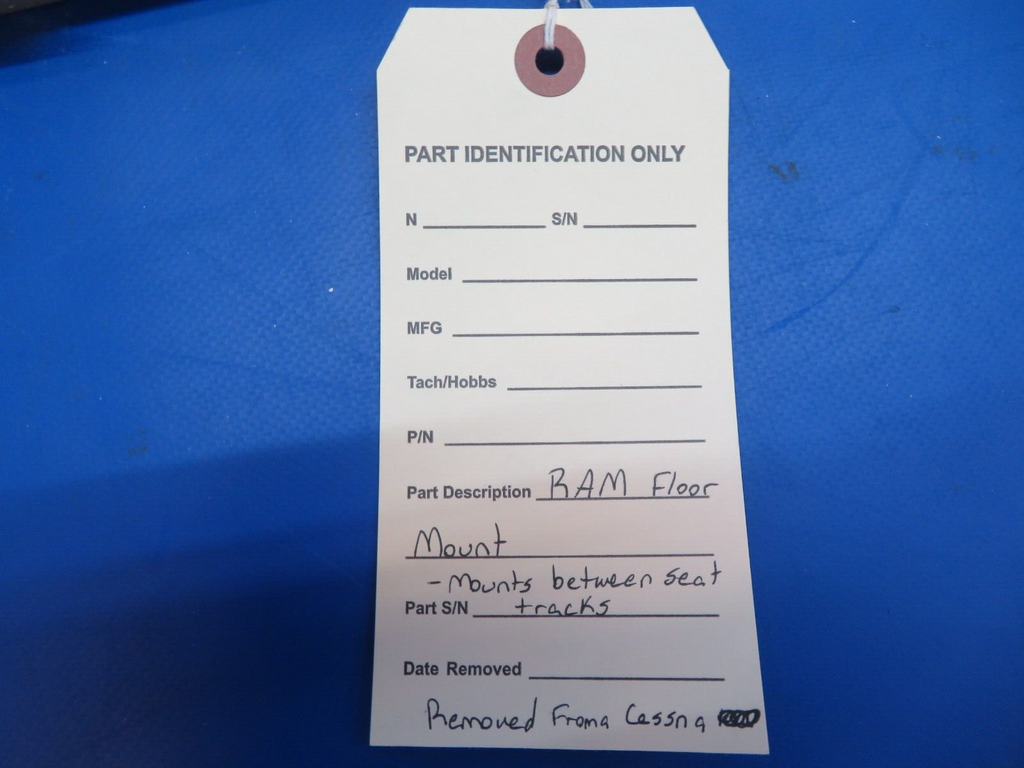 PART IDENTIFICATION ONLY
N S/N
Model
MFG
Tach/Hobbs
P/N
Part Description RAM Floor
Mount
- Mounts between seat
Part S/N tracks
Date Removed
Removed From a Cessna